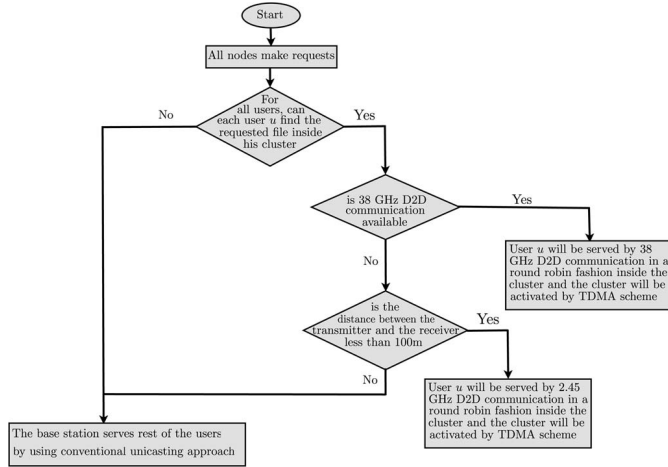 Start
All nodes make requests
For
all users, can
each user u find the
requested file inside
his cluster
No
Yes
is 38 GHz D2D
communication
available
Yes
User u will be served by 38
GHz D2D communication in a
round robin fashion inside the
cluster and the cluster will be
activated by TDMA scheme
No
is the
distance between the
transmitter and the receiver
less than 100m
Yes
User u will be served by 2.45
GHz D2D communication in a
round robin fashion inside the
cluster and the cluster will be
activated by TDMA scheme
No
The base station serves rest of the users
by using conventional unicasting approach